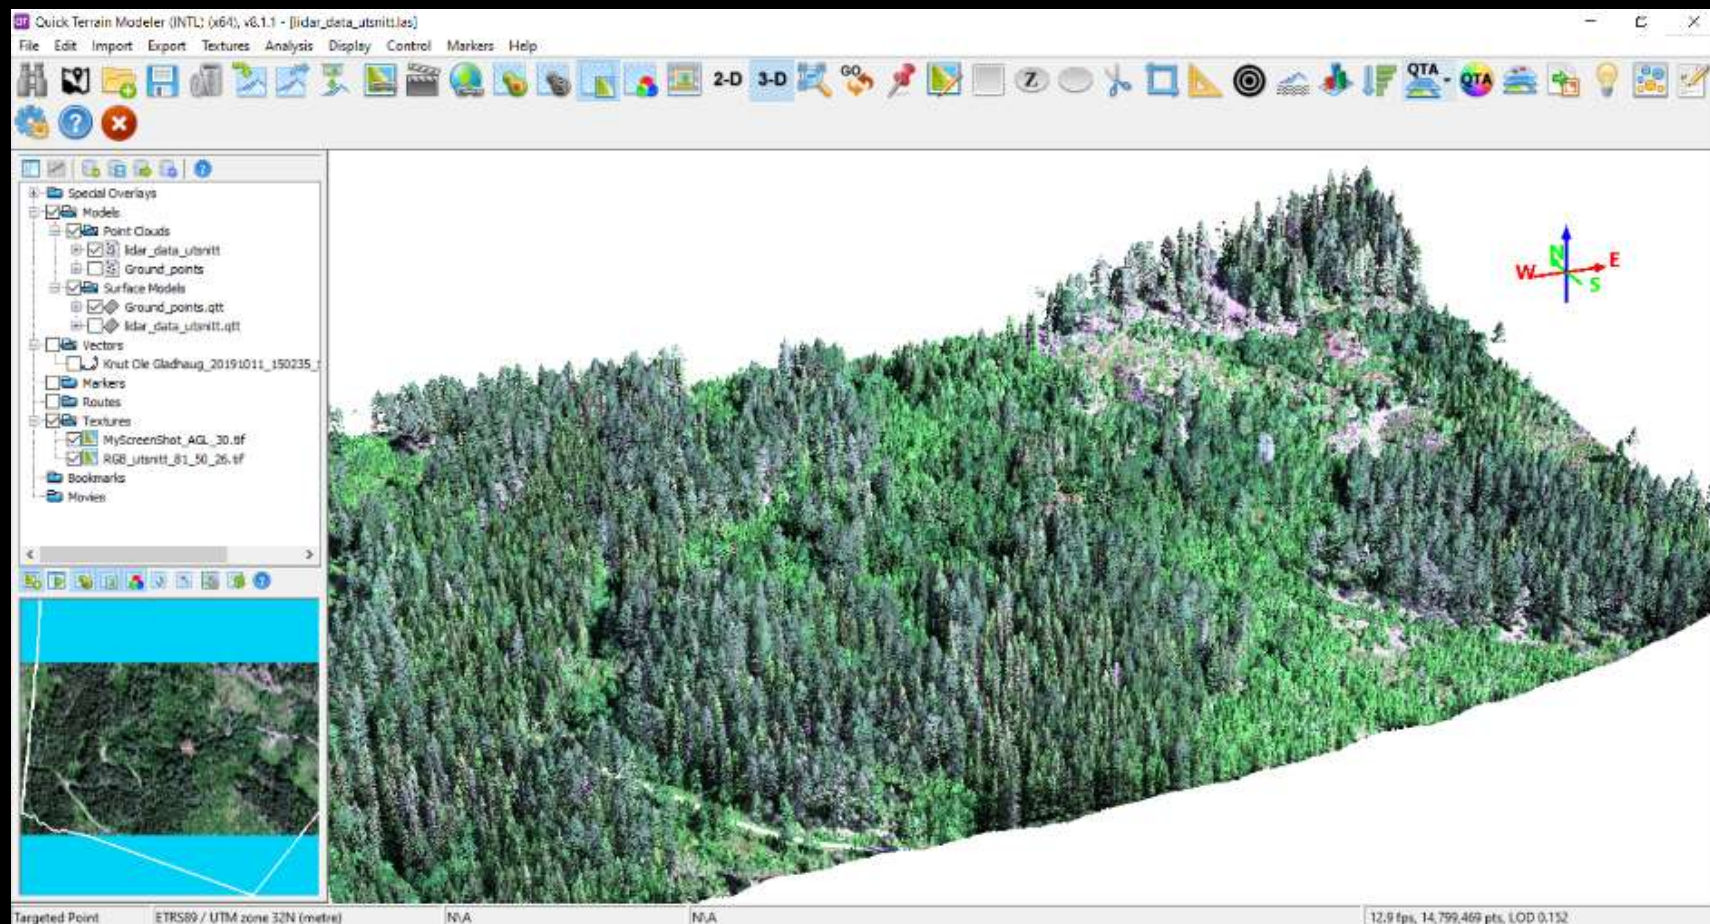 Quick Terrain Modeler (INTL) (x64), v8.1.1 - [lidar_data_utsnitt.las]
File Edit Import Export Textures Analysis Display Control Markers Help
2-D 3-D GO Z QTA QTA
Special Overlays
Models
Point Clouds
lidar_data_utsnitt
Ground_points
Surface Models
Ground_points.qtt
lidar_data_utsnitt.qtt
Vectors
Knut Ole Gladhaug_20191011_150235_
Markers
Routes
Textures
MyScreenShot_AGL_30.tif
RGB_utsnitt_81_50_26.tif
Bookmarks
Movies
N
W E
S
Targeted Point ETRS89 / UTM zone 32N (metre) N\A N\A 12.9 fps, 14,799,469 pts, LOD 0.152